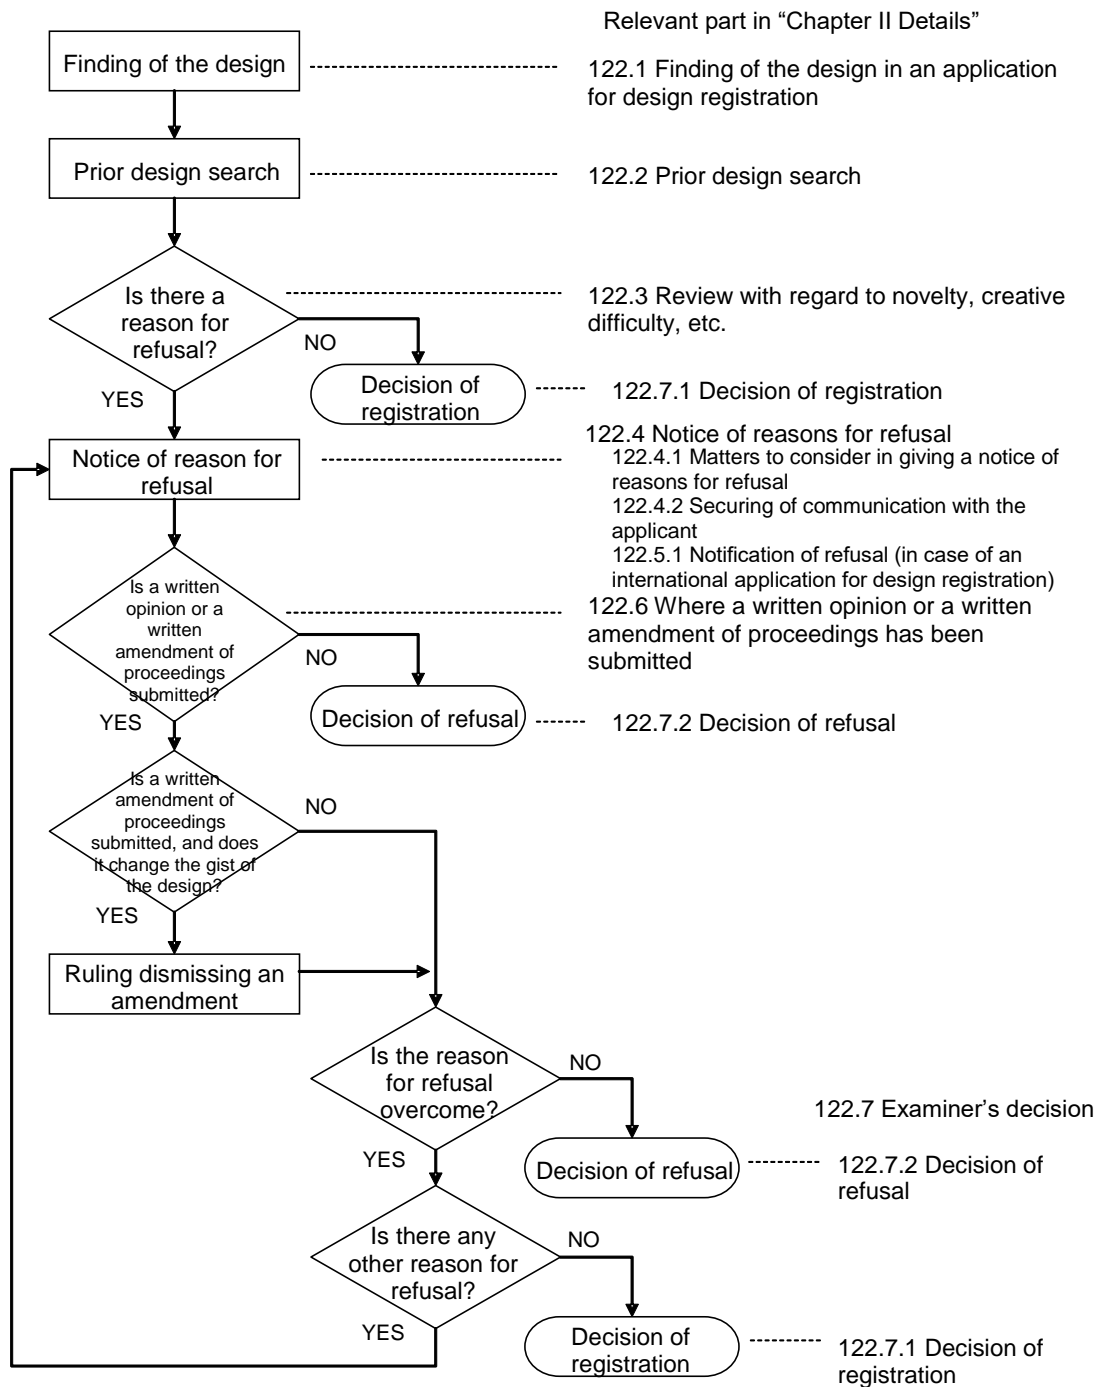 Relevant part in “Chapter II Details”
Finding of the design
122.1 Finding of the design in an application
for design registration
Prior design search
122.2 Prior design search
Is there a
reason for
refusal?
122.3 Review with regard to novelty, creative
difficulty, etc.
NO
YES
Decision of
registration
122.7.1 Decision of registration
Notice of reason for
refusal
122.4 Notice of reasons for refusal
122.4.1 Matters to consider in giving a notice of
reasons for refusal
122.4.2 Securing of communication with the
applicant
122.5.1 Notification of refusal (in case of an
international application for design registration)
Is a written
opinion or a
written
amendment of
proceedings
submitted?
122.6 Where a written opinion or a written
amendment of proceedings has been
submitted
NO
YES
Decision of refusal
122.7.2 Decision of refusal
Is a written
amendment of
proceedings
submitted, and does
it change the gist of
the design?
NO
YES
Ruling dismissing an
amendment
Is the reason
for refusal
overcome?
NO
YES
122.7 Examiner’s decision
Decision of refusal
122.7.2 Decision of
refusal
Is there any
other reason for
refusal?
NO
YES
Decision of
registration
122.7.1 Decision of
registration